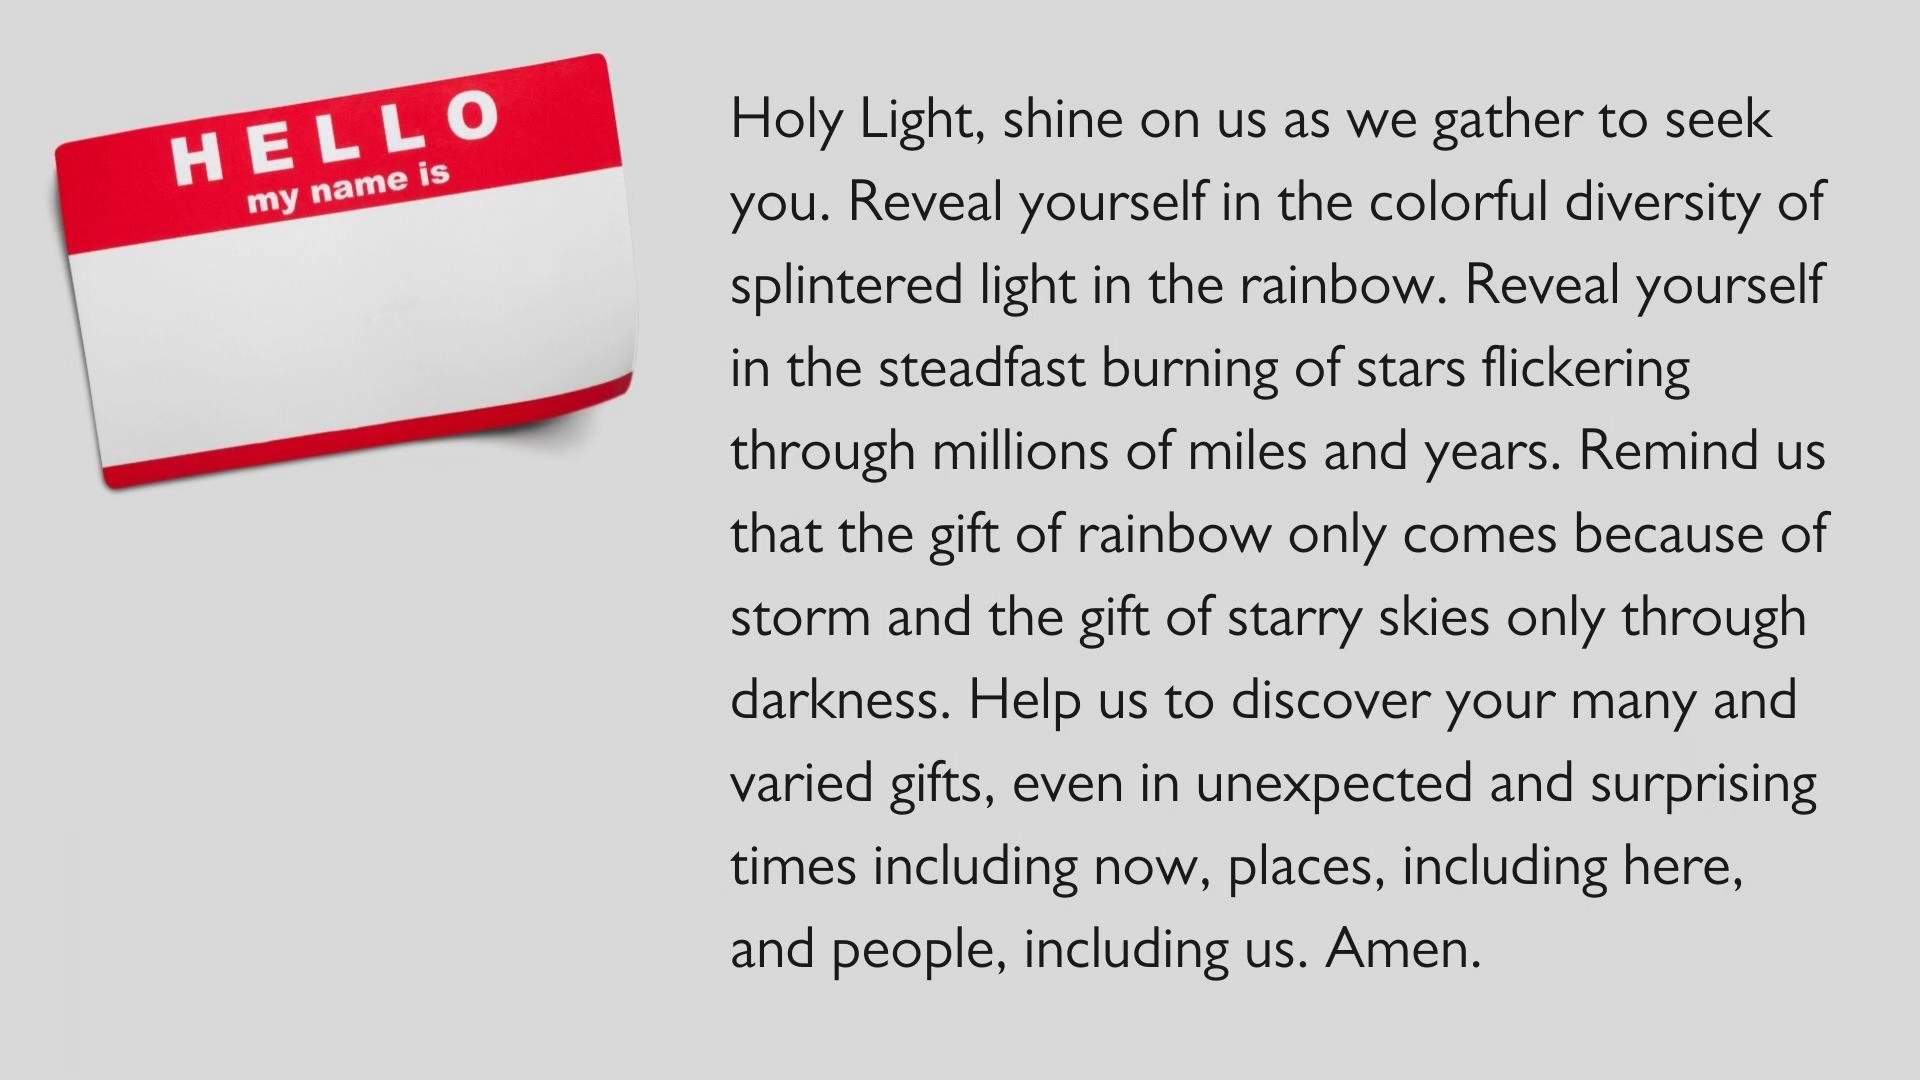 HELLO
my name is
Holy Light, shine on us as we gather to seek
you. Reveal yourself in the colorful diversity of
splintered light in the rainbow. Reveal yourself
in the steadfast burning of stars flickering
through millions of miles and years. Remind us
that the gift of rainbow only comes because of
storm and the gift of starry skies only through
darkness. Help us to discover your many and
varied gifts, even in unexpected and surprising
times including now, places, including here,
and people, including us. Amen.